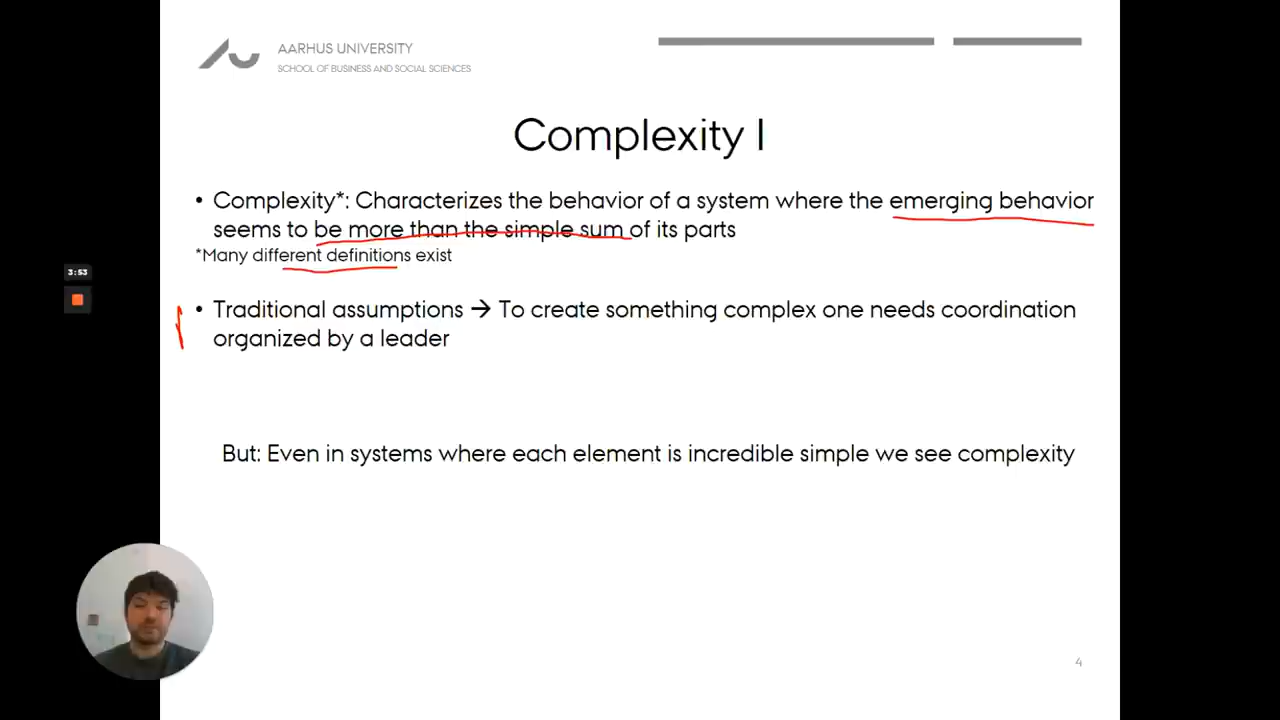 AARHUS UNIVERSITY
SCHOOL OF BUSINESS AND SOCIAL SCIENCES
Complexity I
• Complexity*: Characterizes the behavior of a system where the emerging behavior
seems to be more than the simple sum of its parts
*Many different definitions exist
3:53
• Traditional assumptions → To create something complex one needs coordination
organized by a leader
But: Even in systems where each element is incredible simple we see complexity
4